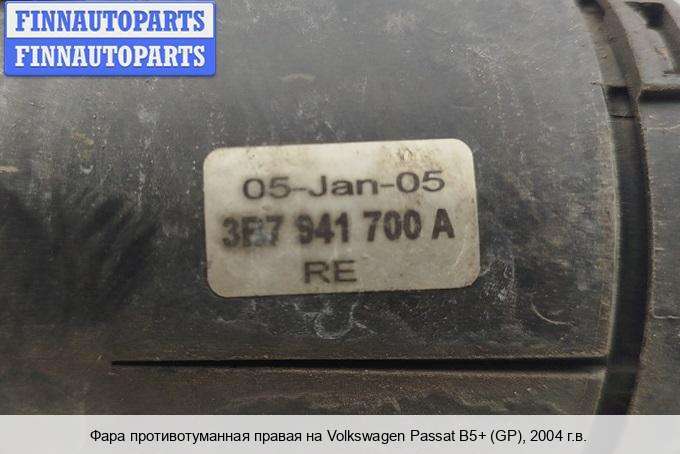 FINNAUTOPARTS
FINNAUTOPARTS
05-Jan-05
3B7 941 700 A
RE
Фара противотуманная правая на Volkswagen Passat B5+ (GP), 2004 г.в.